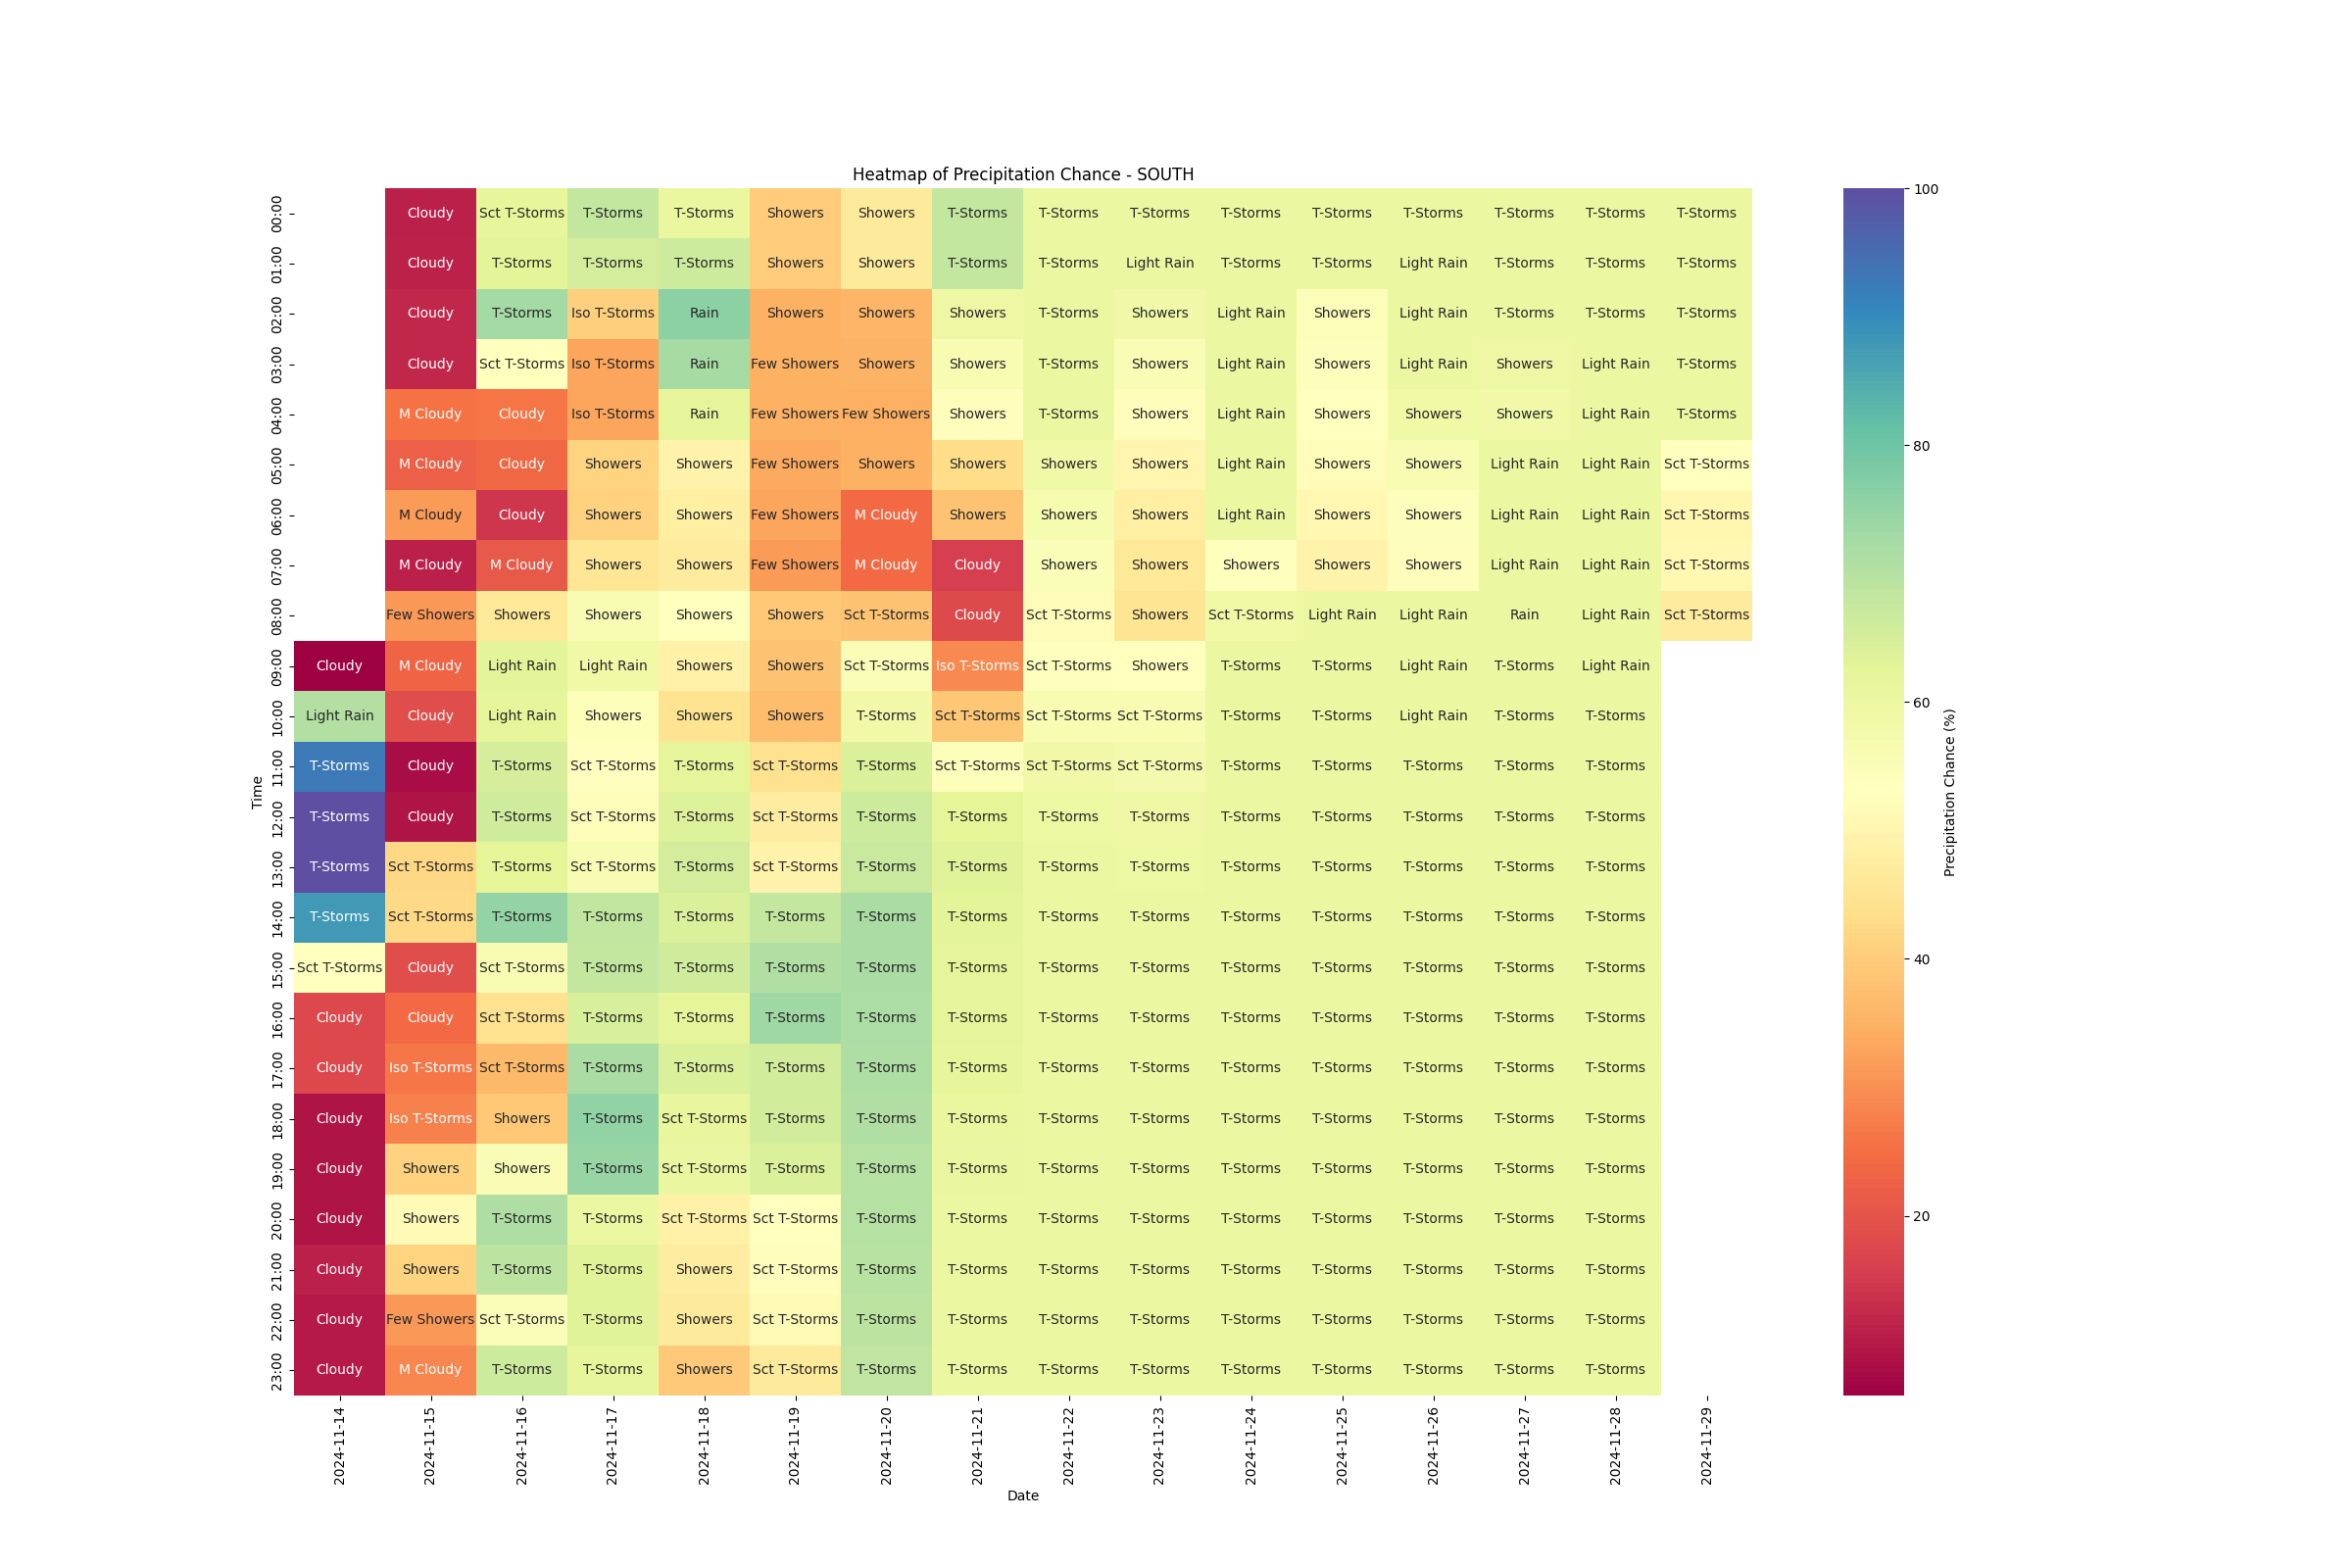 Heatmap of Precipitation Chance - SOUTH
00:00 Cloudy Sct T-Storms T-Storms T-Storms Showers Showers T-Storms T-Storms T-Storms T-Storms T-Storms T-Storms T-Storms T-Storms T-Storms
01:00 Cloudy T-Storms T-Storms T-Storms Showers Showers T-Storms T-Storms Light Rain T-Storms T-Storms Light Rain T-Storms T-Storms T-Storms
02:00 Cloudy T-Storms Iso T-Storms Rain Showers Showers Showers T-Storms Showers Light Rain Showers Light Rain T-Storms T-Storms T-Storms
03:00 Cloudy Sct T-Storms Iso T-Storms Rain Few Showers Showers Showers T-Storms Showers Light Rain Showers Light Rain Showers Light Rain T-Storms
04:00 M Cloudy Cloudy Iso T-Storms Rain Few Showers Few Showers Showers T-Storms Showers Light Rain Showers Showers Showers Light Rain T-Storms
05:00 M Cloudy Cloudy Showers Showers Few Showers Showers Showers Showers Showers Light Rain Showers Showers Light Rain Light Rain Sct T-Storms
06:00 M Cloudy Cloudy Showers Showers Few Showers M Cloudy Showers Showers Showers Light Rain Showers Showers Light Rain Light Rain Sct T-Storms
07:00 M Cloudy M Cloudy Showers Showers Few Showers M Cloudy Cloudy Showers Showers Showers Showers Showers Light Rain Light Rain Sct T-Storms
08:00 Few Showers Showers Showers Showers Showers Sct T-Storms Cloudy Sct T-Storms Showers Sct T-Storms Light Rain Light Rain Rain Light Rain Sct T-Storms
09:00 Cloudy M Cloudy Light Rain Light Rain Showers Showers Sct T-Storms Iso T-Storms Sct T-Storms Showers T-Storms T-Storms Light Rain T-Storms Light Rain
10:00 Light Rain Cloudy Light Rain Showers Showers Showers T-Storms Sct T-Storms Sct T-Storms Sct T-Storms T-Storms T-Storms Light Rain T-Storms T-Storms
11:00 T-Storms Cloudy T-Storms Sct T-Storms T-Storms Sct T-Storms T-Storms Sct T-Storms Sct T-Storms Sct T-Storms T-Storms T-Storms T-Storms T-Storms T-Storms
12:00 T-Storms Cloudy T-Storms Sct T-Storms T-Storms Sct T-Storms T-Storms T-Storms T-Storms T-Storms T-Storms T-Storms T-Storms T-Storms T-Storms
13:00 T-Storms Sct T-Storms T-Storms Sct T-Storms T-Storms Sct T-Storms T-Storms T-Storms T-Storms T-Storms T-Storms T-Storms T-Storms T-Storms T-Storms
14:00 T-Storms Sct T-Storms T-Storms T-Storms T-Storms T-Storms T-Storms T-Storms T-Storms T-Storms T-Storms T-Storms T-Storms T-Storms T-Storms
15:00 Sct T-Storms Cloudy Sct T-Storms T-Storms T-Storms T-Storms T-Storms T-Storms T-Storms T-Storms T-Storms T-Storms T-Storms T-Storms T-Storms
16:00 Cloudy Cloudy Sct T-Storms T-Storms T-Storms T-Storms T-Storms T-Storms T-Storms T-Storms T-Storms T-Storms T-Storms T-Storms T-Storms
17:00 Cloudy Iso T-Storms Sct T-Storms T-Storms T-Storms T-Storms T-Storms T-Storms T-Storms T-Storms T-Storms T-Storms T-Storms T-Storms T-Storms
18:00 Cloudy Iso T-Storms Showers T-Storms Sct T-Storms T-Storms T-Storms T-Storms T-Storms T-Storms T-Storms T-Storms T-Storms T-Storms T-Storms
19:00 Cloudy Showers Showers T-Storms Sct T-Storms T-Storms T-Storms T-Storms T-Storms T-Storms T-Storms T-Storms T-Storms T-Storms T-Storms
20:00 Cloudy Showers T-Storms T-Storms Sct T-Storms Sct T-Storms T-Storms T-Storms T-Storms T-Storms T-Storms T-Storms T-Storms T-Storms T-Storms
21:00 Cloudy Showers T-Storms T-Storms Showers Sct T-Storms T-Storms T-Storms T-Storms T-Storms T-Storms T-Storms T-Storms T-Storms T-Storms
22:00 Cloudy Few Showers Sct T-Storms T-Storms Showers Sct T-Storms T-Storms T-Storms T-Storms T-Storms T-Storms T-Storms T-Storms T-Storms T-Storms
23:00 Cloudy M Cloudy T-Storms T-Storms Showers Sct T-Storms T-Storms T-Storms T-Storms T-Storms T-Storms T-Storms T-Storms T-Storms T-Storms
Time
2024-11-14 2024-11-15 2024-11-16 2024-11-17 2024-11-18 2024-11-19 2024-11-20 2024-11-21 2024-11-22 2024-11-23 2024-11-24 2024-11-25 2024-11-26 2024-11-27 2024-11-28 2024-11-29
Date
100
80
60
40
20
Precipitation Chance (%)